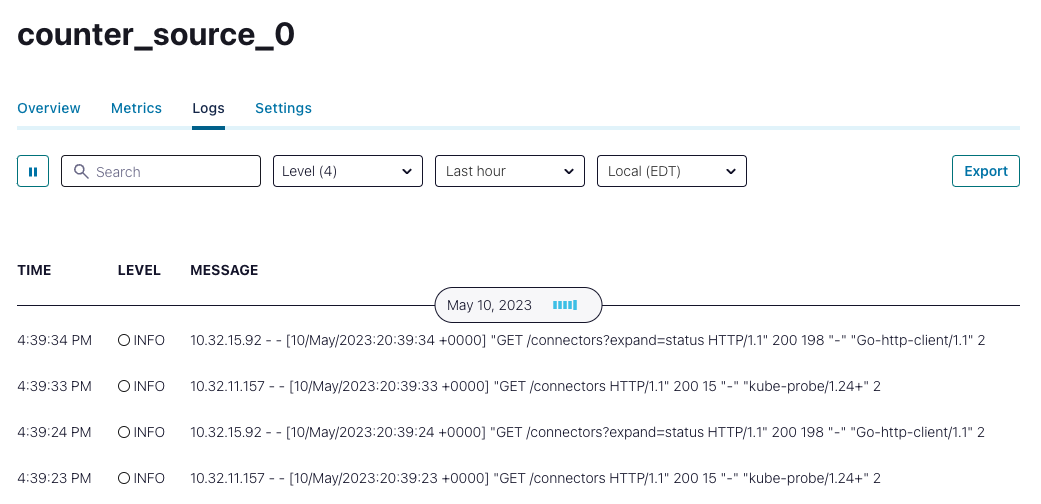 counter_source_0
Overview Metrics Logs Settings
Search Level (4) Last hour Local (EDT) Export
TIME LEVEL MESSAGE
May 10, 2023
4:39:34 PM INFO 10.32.15.92 - - [10/May/2023:20:39:34 +0000] "GET /connectors?expand=status HTTP/1.1" 200 198 "-" "Go-http-client/1.1" 2
4:39:33 PM INFO 10.32.11.157 - - [10/May/2023:20:39:33 +0000] "GET /connectors HTTP/1.1" 200 15 "-" "kube-probe/1.24+" 2
4:39:24 PM INFO 10.32.15.92 - - [10/May/2023:20:39:24 +0000] "GET /connectors?expand=status HTTP/1.1" 200 198 "-" "Go-http-client/1.1" 2
4:39:23 PM INFO 10.32.11.157 - - [10/May/2023:20:39:23 +0000] "GET /connectors HTTP/1.1" 200 15 "-" "kube-probe/1.24+" 2